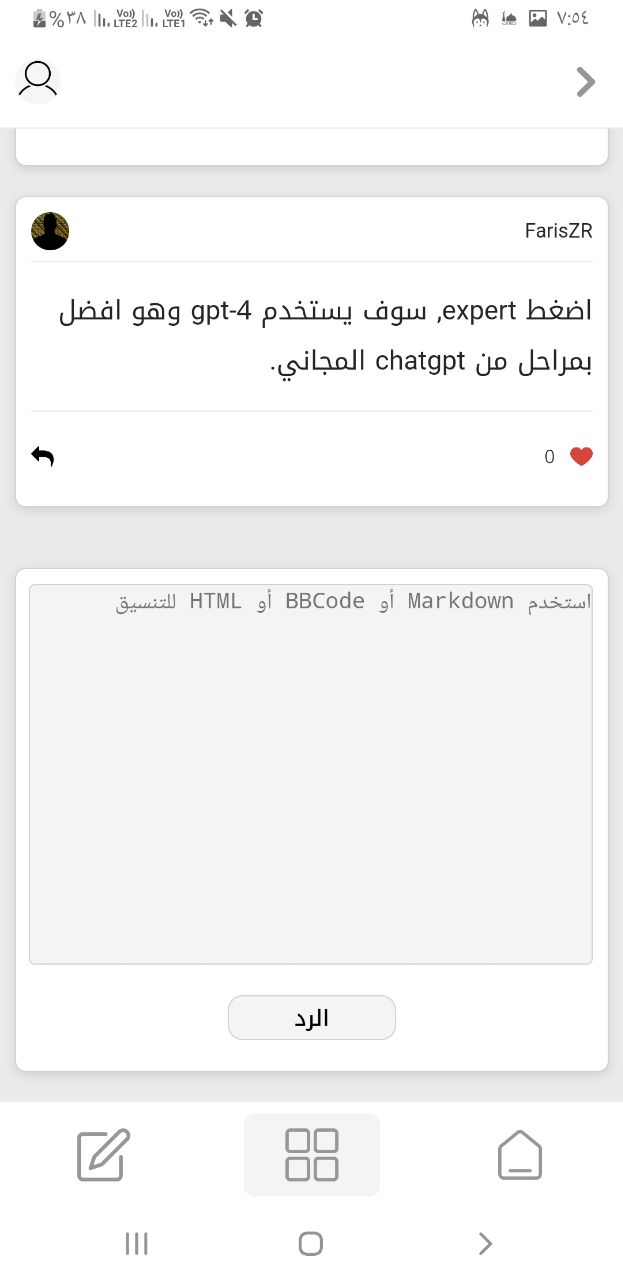 ٧:٥٤
%٣٨ Vo)) LTE2 Vo)) LTE1
FarisZR
اضغط expert, سوف يستخدم gpt-4 وهو افضل
بمراحل من chatgpt المجاني.
0
استخدم Markdown أو BBCode أو HTML للتنسيق
الرد